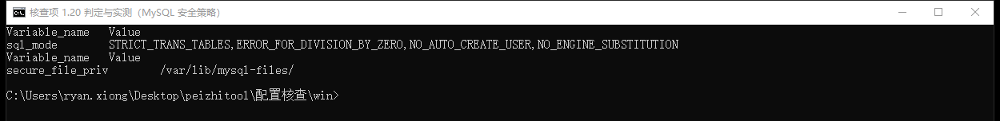 核查项 1.20 判定与实测（MySQL 安全策略）
Variable_name Value
sql_mode STRICT_TRANS_TABLES,ERROR_FOR_DIVISION_BY_ZERO,NO_AUTO_CREATE_USER,NO_ENGINE_SUBSTITUTION
Variable_name Value
secure_file_priv /var/lib/mysql-files/
C:\Users\ryan.xiong\Desktop\peizhitool\配置核查\win>